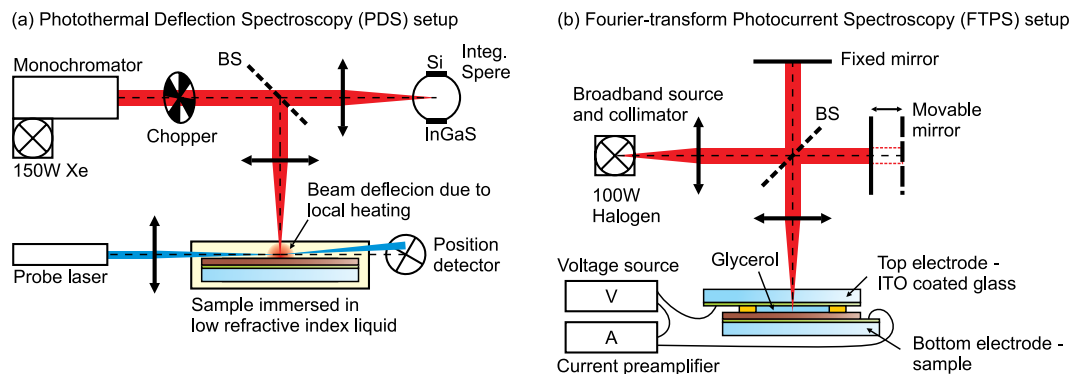 (a) Photothermal Deflection Spectroscopy (PDS) setup
Monochromator
BS
Si
Integ.
Spere
Chopper
InGaS
150W Xe
Beam deflecion due to
local heating
Probe laser
Position
detector
Sample immersed in
low refractive index liquid
(b) Fourier-transform Photocurrent Spectroscopy (FTPS) setup
Fixed mirror
Broadband source
and collimator
BS
Movable
mirror
100W
Halogen
Voltage source
Glycerol
Top electrode -
ITO coated glass
V
A
Current preamplifier
Bottom electrode -
sample